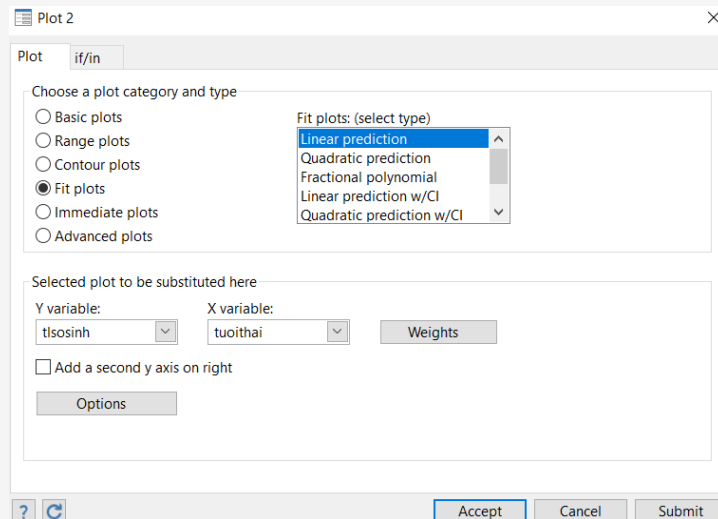 Plot 2
Plot
if/in
Choose a plot category and type
Basic plots
Range plots
Contour plots
Fit plots
Immediate plots
Advanced plots
Fit plots: (select type)
Linear prediction
Quadratic prediction
Fractional polynomial
Linear prediction w/CI
Quadratic prediction w/CI
Selected plot to be substituted here
Y variable:
X variable:
tlsosinh
tuoithai
Weights
Add a second y axis on right
Options
?
Accept
Cancel
Submit